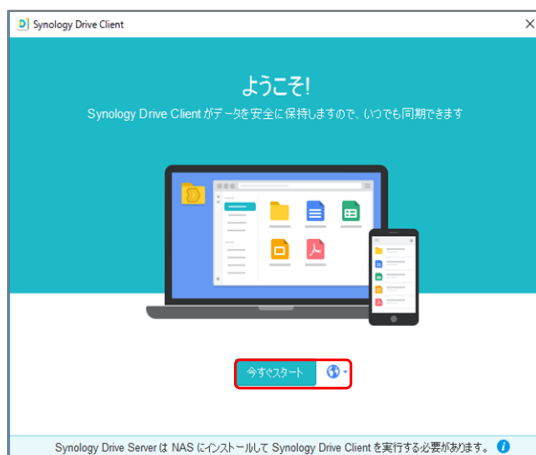 Synology Drive Client
ようこそ!
Synology Drive Client がデータを安全に保持しますので、いつでも同期できます
今すぐスタート
Synology Drive Server は NAS にインストールして Synology Drive Client を実行する必要があります。